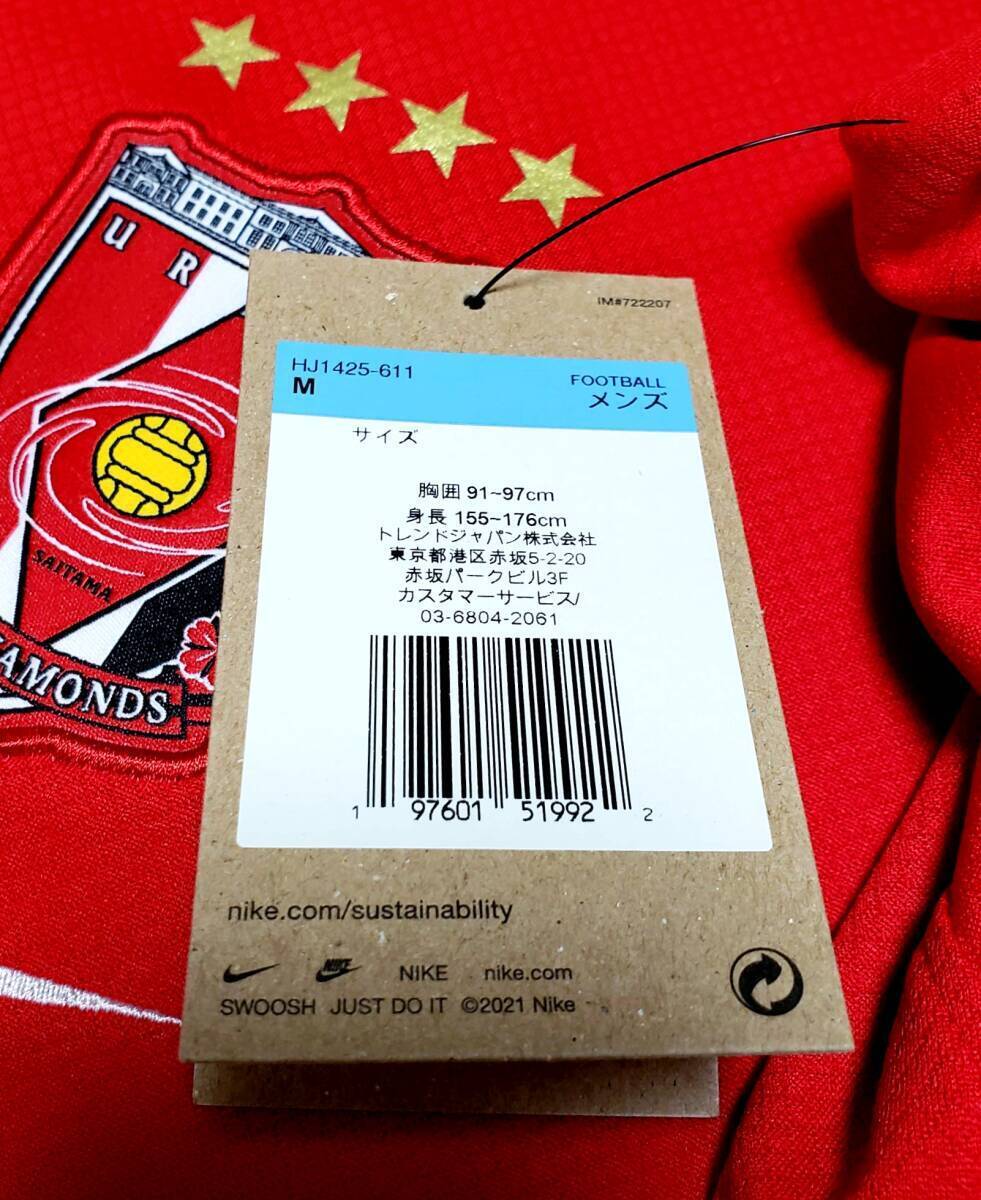 U R
SAITAMA
AMONDS
IM#722207
HJ1425-611
M
FOOTBALL
メンズ
サイズ
胸囲 91~97cm
身長 155~176cm
トレンドジャパン株式会社
東京都港区赤坂5-2-20
赤坂パークビル3F
カスタマーサービス/
03-6804-2061
1 97601 51992 2
nike.com/sustainability
NIKE NIKE nike.com
SWOOSH JUST DO IT ©2021 Nike